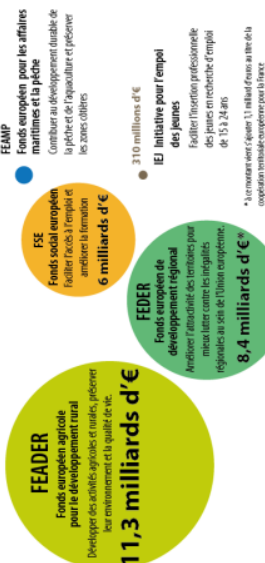 FEADER
Fonds européen agricole
pour le développement rural
Développer des activités agricoles et rurales, préserver
leur environnement et la qualité de vie.
11,3 milliards d'€
FEDER
Fonds européen de
développement régional
Améliorer l'attractivité des territoires pour
mieux lutter contre les inégalités
régionales au sein de l'Union européenne.
8,4 milliards d'€*
FSE
Fonds social européen
Faciliter l'accès à l'emploi et
améliorer la formation
6 milliards d'€
FEAMP
Fonds européen pour les affaires
maritimes et la pêche
Contribuer au développement durable de
la pêche et de l'aquaculture et préserver
les zones côtières
310 millions d'€
IEJ Initiative pour l'empoi
des jeunes
Faciliter l'insertion professionnelle
des jeunes en recherche d'emploi
de 15 à 24 ans
* à ce montant vient s'ajouter 1,1 milliard d'euros au titre de la
coopération territoriale européenne pour la France